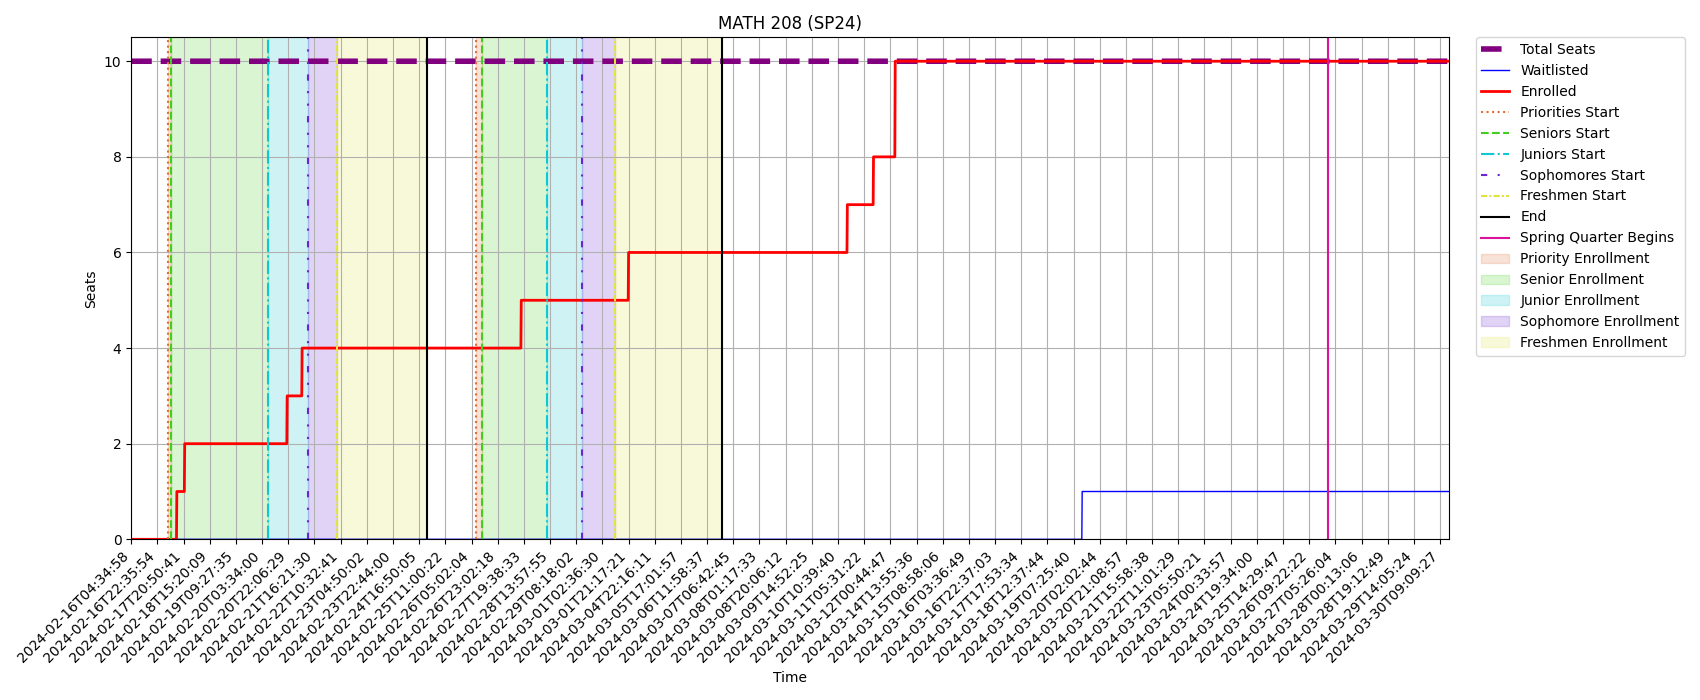 MATH 208 (SP24)
Seats
10
8
6
4
2
0
2024-02-16T04:34:58
2024-02-16T22:35:54
2024-02-17T20:50:41
2024-02-18T15:20:09
2024-02-19T09:27:35
2024-02-20T03:34:00
2024-02-20T22:06:29
2024-02-21T16:21:30
2024-02-22T10:32:41
2024-02-23T04:50:02
2024-02-23T22:44:00
2024-02-24T16:50:05
2024-02-25T11:00:22
2024-02-26T05:02:04
2024-02-26T23:02:18
2024-02-27T19:38:33
2024-02-28T13:57:55
2024-02-29T08:18:02
2024-03-01T02:36:30
2024-03-01T21:17:21
2024-03-04T22:16:11
2024-03-05T17:01:57
2024-03-06T11:58:37
2024-03-07T06:42:45
2024-03-08T01:17:33
2024-03-08T20:06:12
2024-03-09T14:52:25
2024-03-10T10:39:40
2024-03-11T05:31:22
2024-03-12T00:44:47
2024-03-14T13:55:36
2024-03-15T08:58:06
2024-03-16T03:36:49
2024-03-16T22:37:03
2024-03-17T17:53:34
2024-03-18T12:37:44
2024-03-19T07:25:40
2024-03-20T02:02:44
2024-03-20T21:08:57
2024-03-21T15:58:38
2024-03-22T11:01:29
2024-03-23T05:50:21
2024-03-24T00:33:57
2024-03-24T19:34:00
2024-03-25T14:29:47
2024-03-26T09:22:22
2024-03-27T05:26:04
2024-03-28T00:13:06
2024-03-28T19:12:49
2024-03-29T14:05:24
2024-03-30T09:09:27
Time
Total Seats
Waitlisted
Enrolled
Priorities Start
Seniors Start
Juniors Start
Sophomores Start
Freshmen Start
End
Spring Quarter Begins
Priority Enrollment
Senior Enrollment
Junior Enrollment
Sophomore Enrollment
Freshmen Enrollment